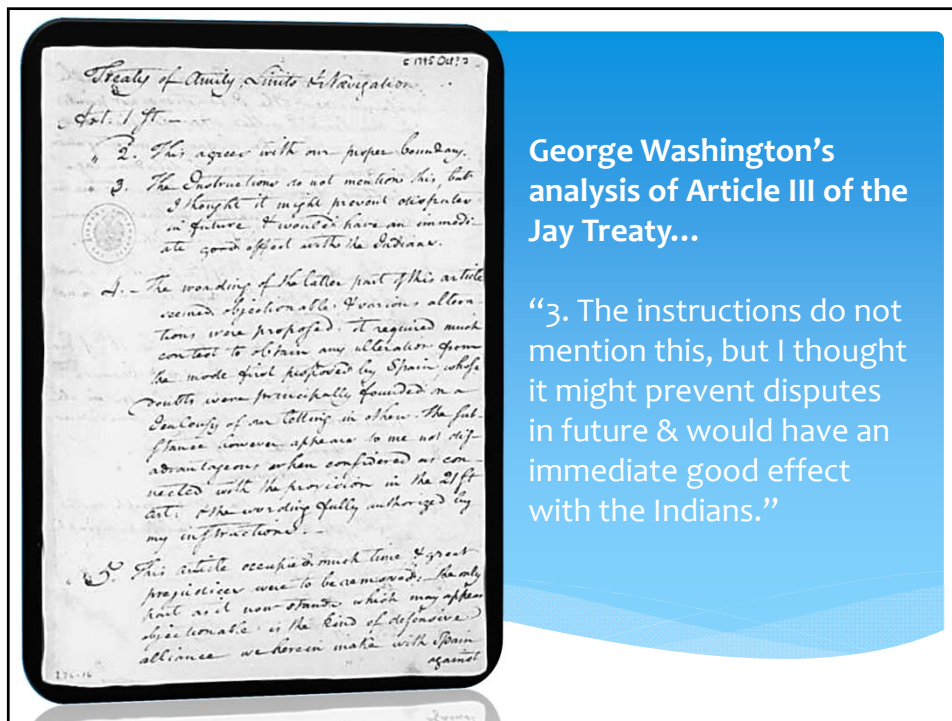 c 1795 Oct? 7
Treaty of Amity, Limits & Navigation
Art. 1 ft.—
" 2. This agrees with our proper boundary.
" 3. The Instructions do not mention this, but
I thought it might prevent disputes
in future & would have an immedi-
ate good effect with the Indians.
4.- The wording of the latter part of this article
seemed objectionable & various altera-
tions were proposed. it required much
contest to obtain any alteration from
the mode first proposed by Spain, whose
doubts were principally founded in a
Jealousy of our letting in others. The sub-
stance however appears to me not dis-
advantageous when considered as con-
nected with the provision in the 21ft
art: & the wording fully authorized by
my instructions.—
5. This article occupied much time & great
prejudices were to be removed, the only
part as it now stands which may appear
objectionable is the kind of defensive
alliance we herein make with Spain
against
176-16
George Washington's
analysis of Article III of the
Jay Treaty...
"3. The instructions do not
mention this, but I thought
it might prevent disputes
in future & would have an
immediate good effect
with the Indians."